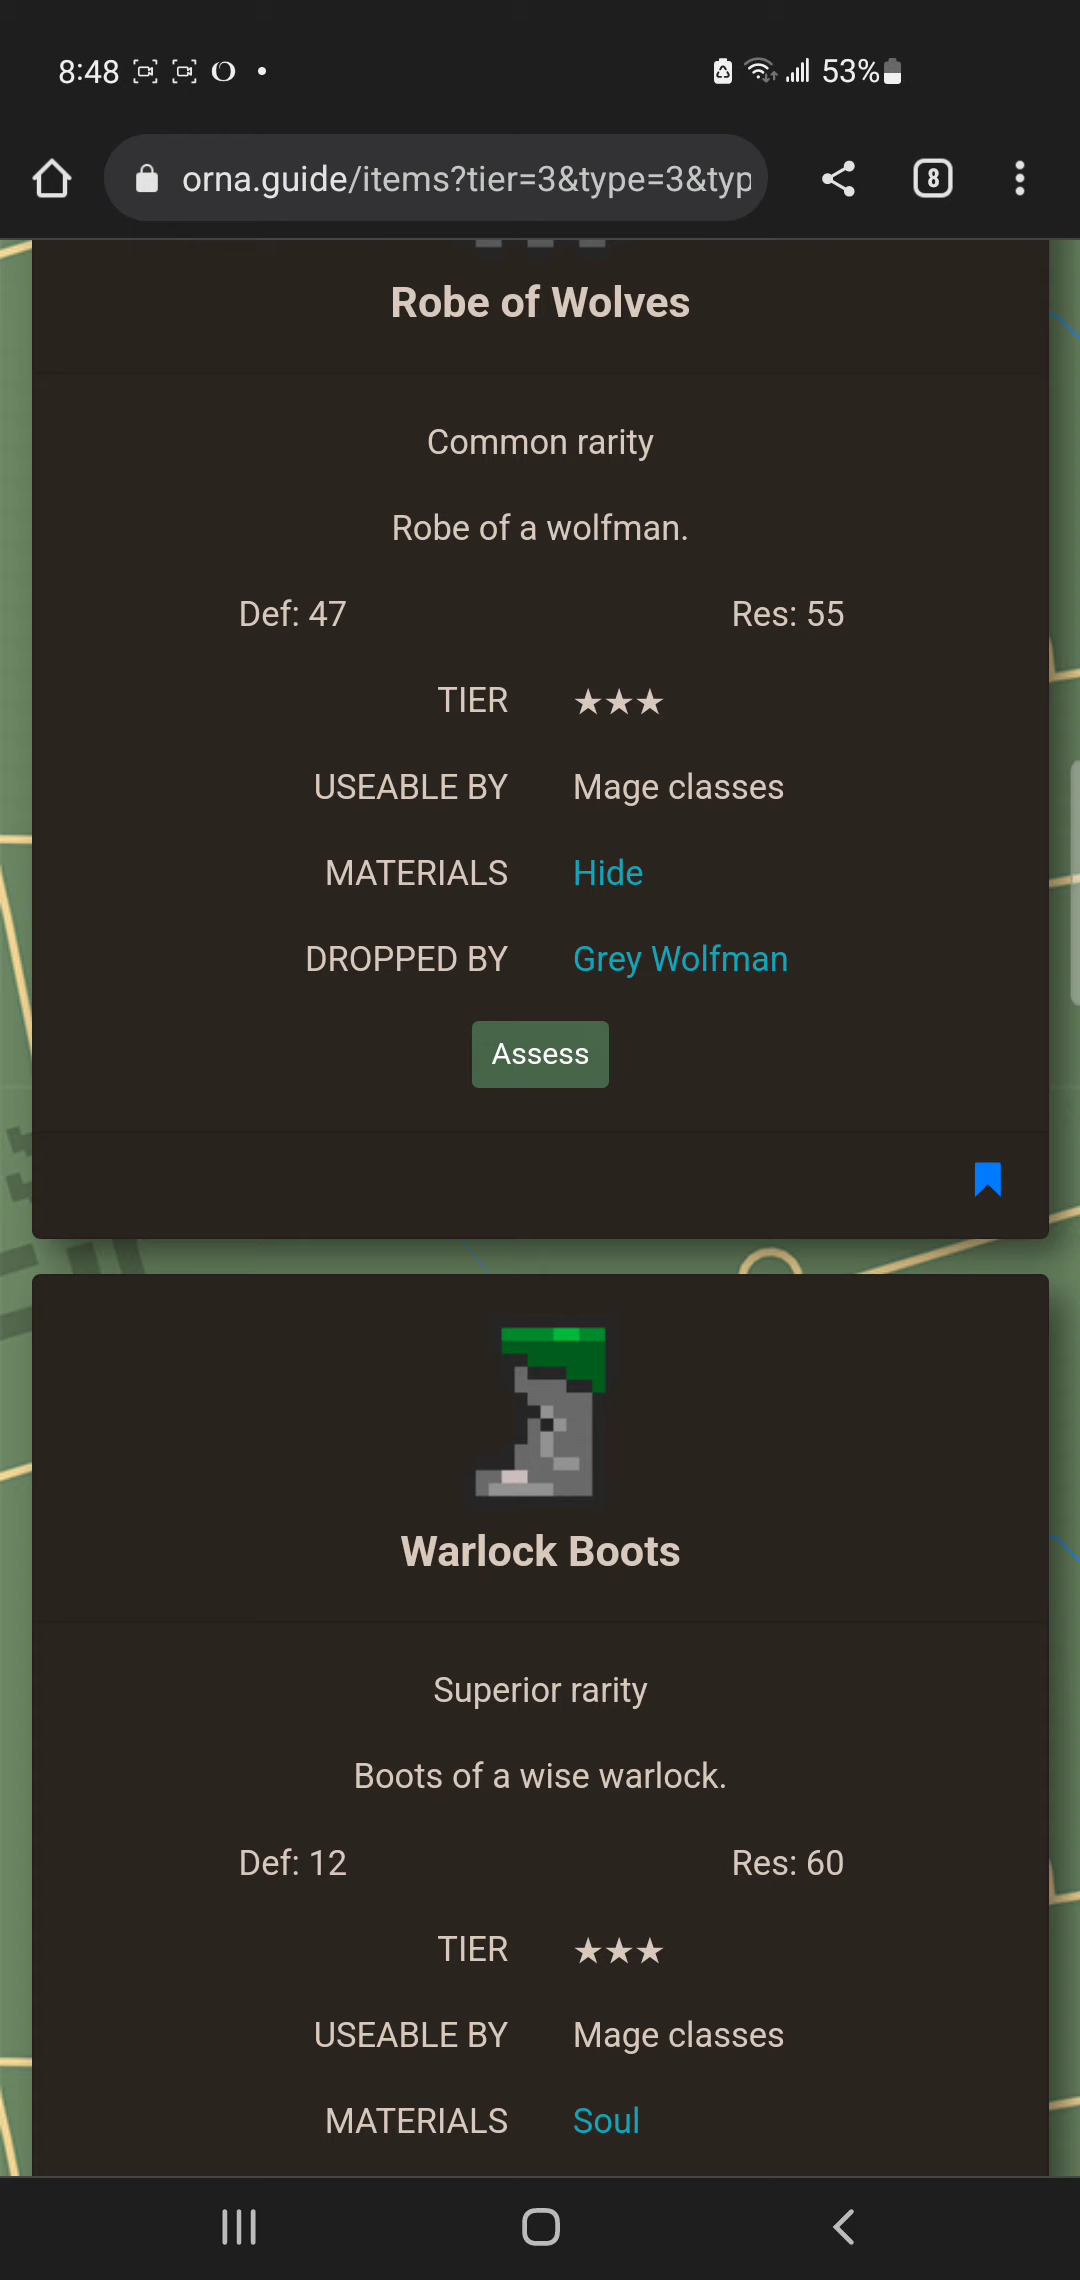 8:48
53%
orna.guide/items?tier=3&type=3&typ
8
Robe of Wolves
Common rarity
Robe of a wolfman.
Def: 47 Res: 55
TIER ★★★
USEABLE BY Mage classes
MATERIALS Hide
DROPPED BY Grey Wolfman
Assess
Warlock Boots
Superior rarity
Boots of a wise warlock.
Def: 12 Res: 60
TIER ★★★
USEABLE BY Mage classes
MATERIALS Soul